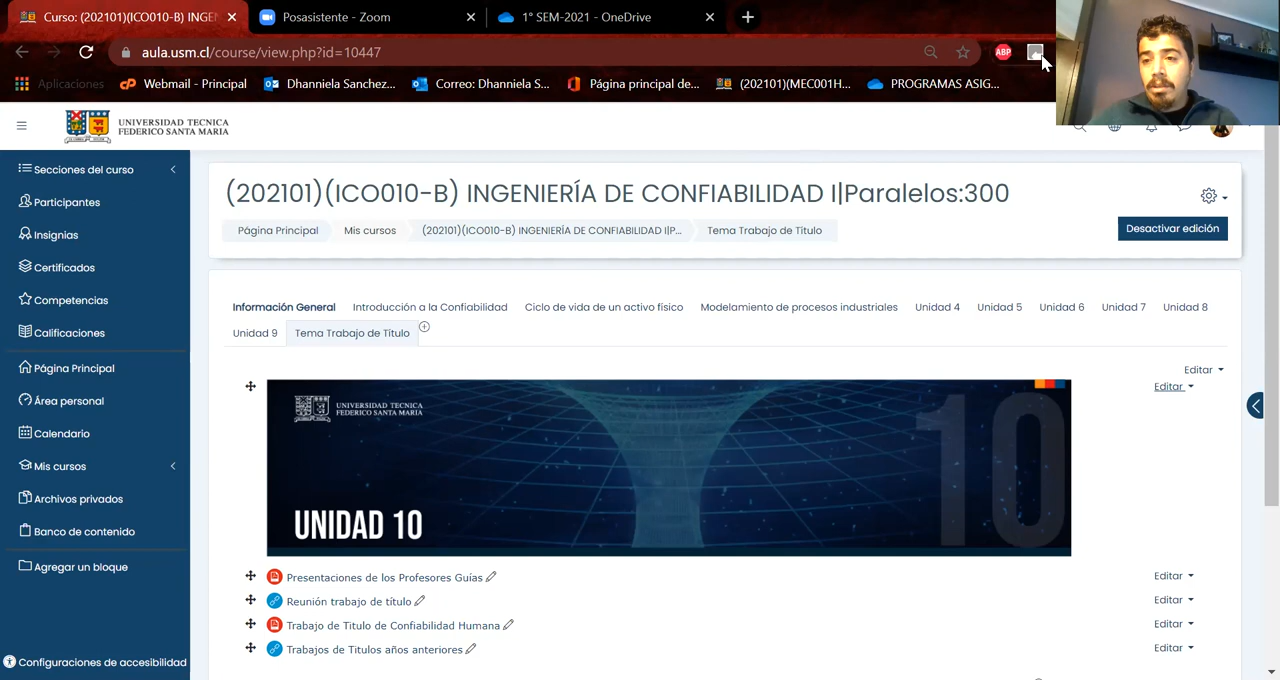 Curso: (202101)(ICO010-B) INGEN
Posasistente - Zoom
1° SEM-2021 - OneDrive
aula.usm.cl/course/view.php?id=10447
ABP
Aplicaciones
Webmail - Principal
Dhanniela Sanchez...
Correo: Dhanniela S...
Página principal de...
(202101)(MEC001H...
PROGRAMAS ASIG...
UNIVERSIDAD TECNICA
FEDERICO SANTA MARIA
Secciones del curso
Participantes
Insignias
Certificados
Competencias
Calificaciones
Página Principal
Área personal
Calendario
Mis cursos
Archivos privados
Banco de contenido
Agregar un bloque
Configuraciones de accesibilidad
(202101)(ICO010-B) INGENIERÍA DE CONFIABILIDAD I|Paralelos:300
Página Principal
Mis cursos
(202101)(ICO010-B) INGENIERÍA DE CONFIABILIDAD I|P...
Tema Trabajo de Título
Desactivar edición
Información General
Introducción a la Confiabilidad
Ciclo de vida de un activo físico
Modelamiento de procesos industriales
Unidad 4
Unidad 5
Unidad 6
Unidad 7
Unidad 8
Unidad 9
Tema Trabajo de Título
Editar
Editar
UNIVERSIDAD TECNICA
FEDERICO SANTA MARIA
10
UNIDAD 10
Presentaciones de los Profesores Guías
Editar
Reunión trabajo de título
Editar
Trabajo de Titulo de Confiabilidad Humana
Editar
Trabajos de Titulos años anteriores
Editar